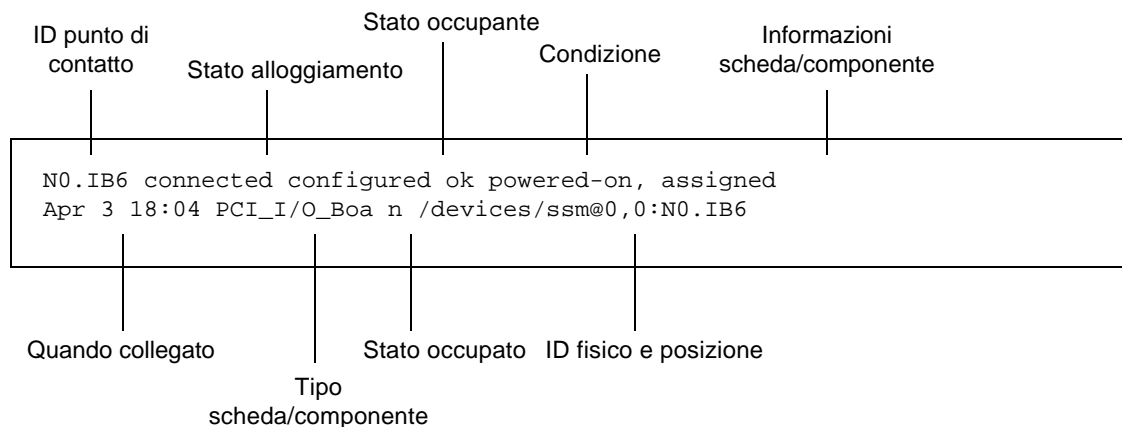 ID punto di
contatto
Stato alloggiamento
Stato occupante
Condizione
Informazioni
scheda/componente
N0.IB6 connected configured ok powered-on, assigned
Apr 3 18:04 PCI_I/O_Boa n /devices/ssm@0,0:N0.IB6
Quando collegato
Tipo
scheda/componente
Stato occupato
ID fisico e posizione